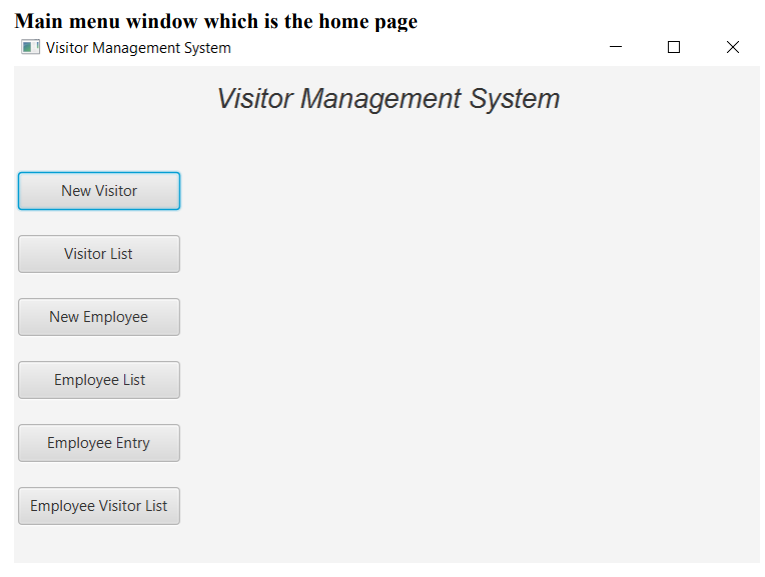 Main menu window which is the home page
Visitor Management System
Visitor Management System
New Visitor
Visitor List
New Employee
Employee List
Employee Entry
Employee Visitor List